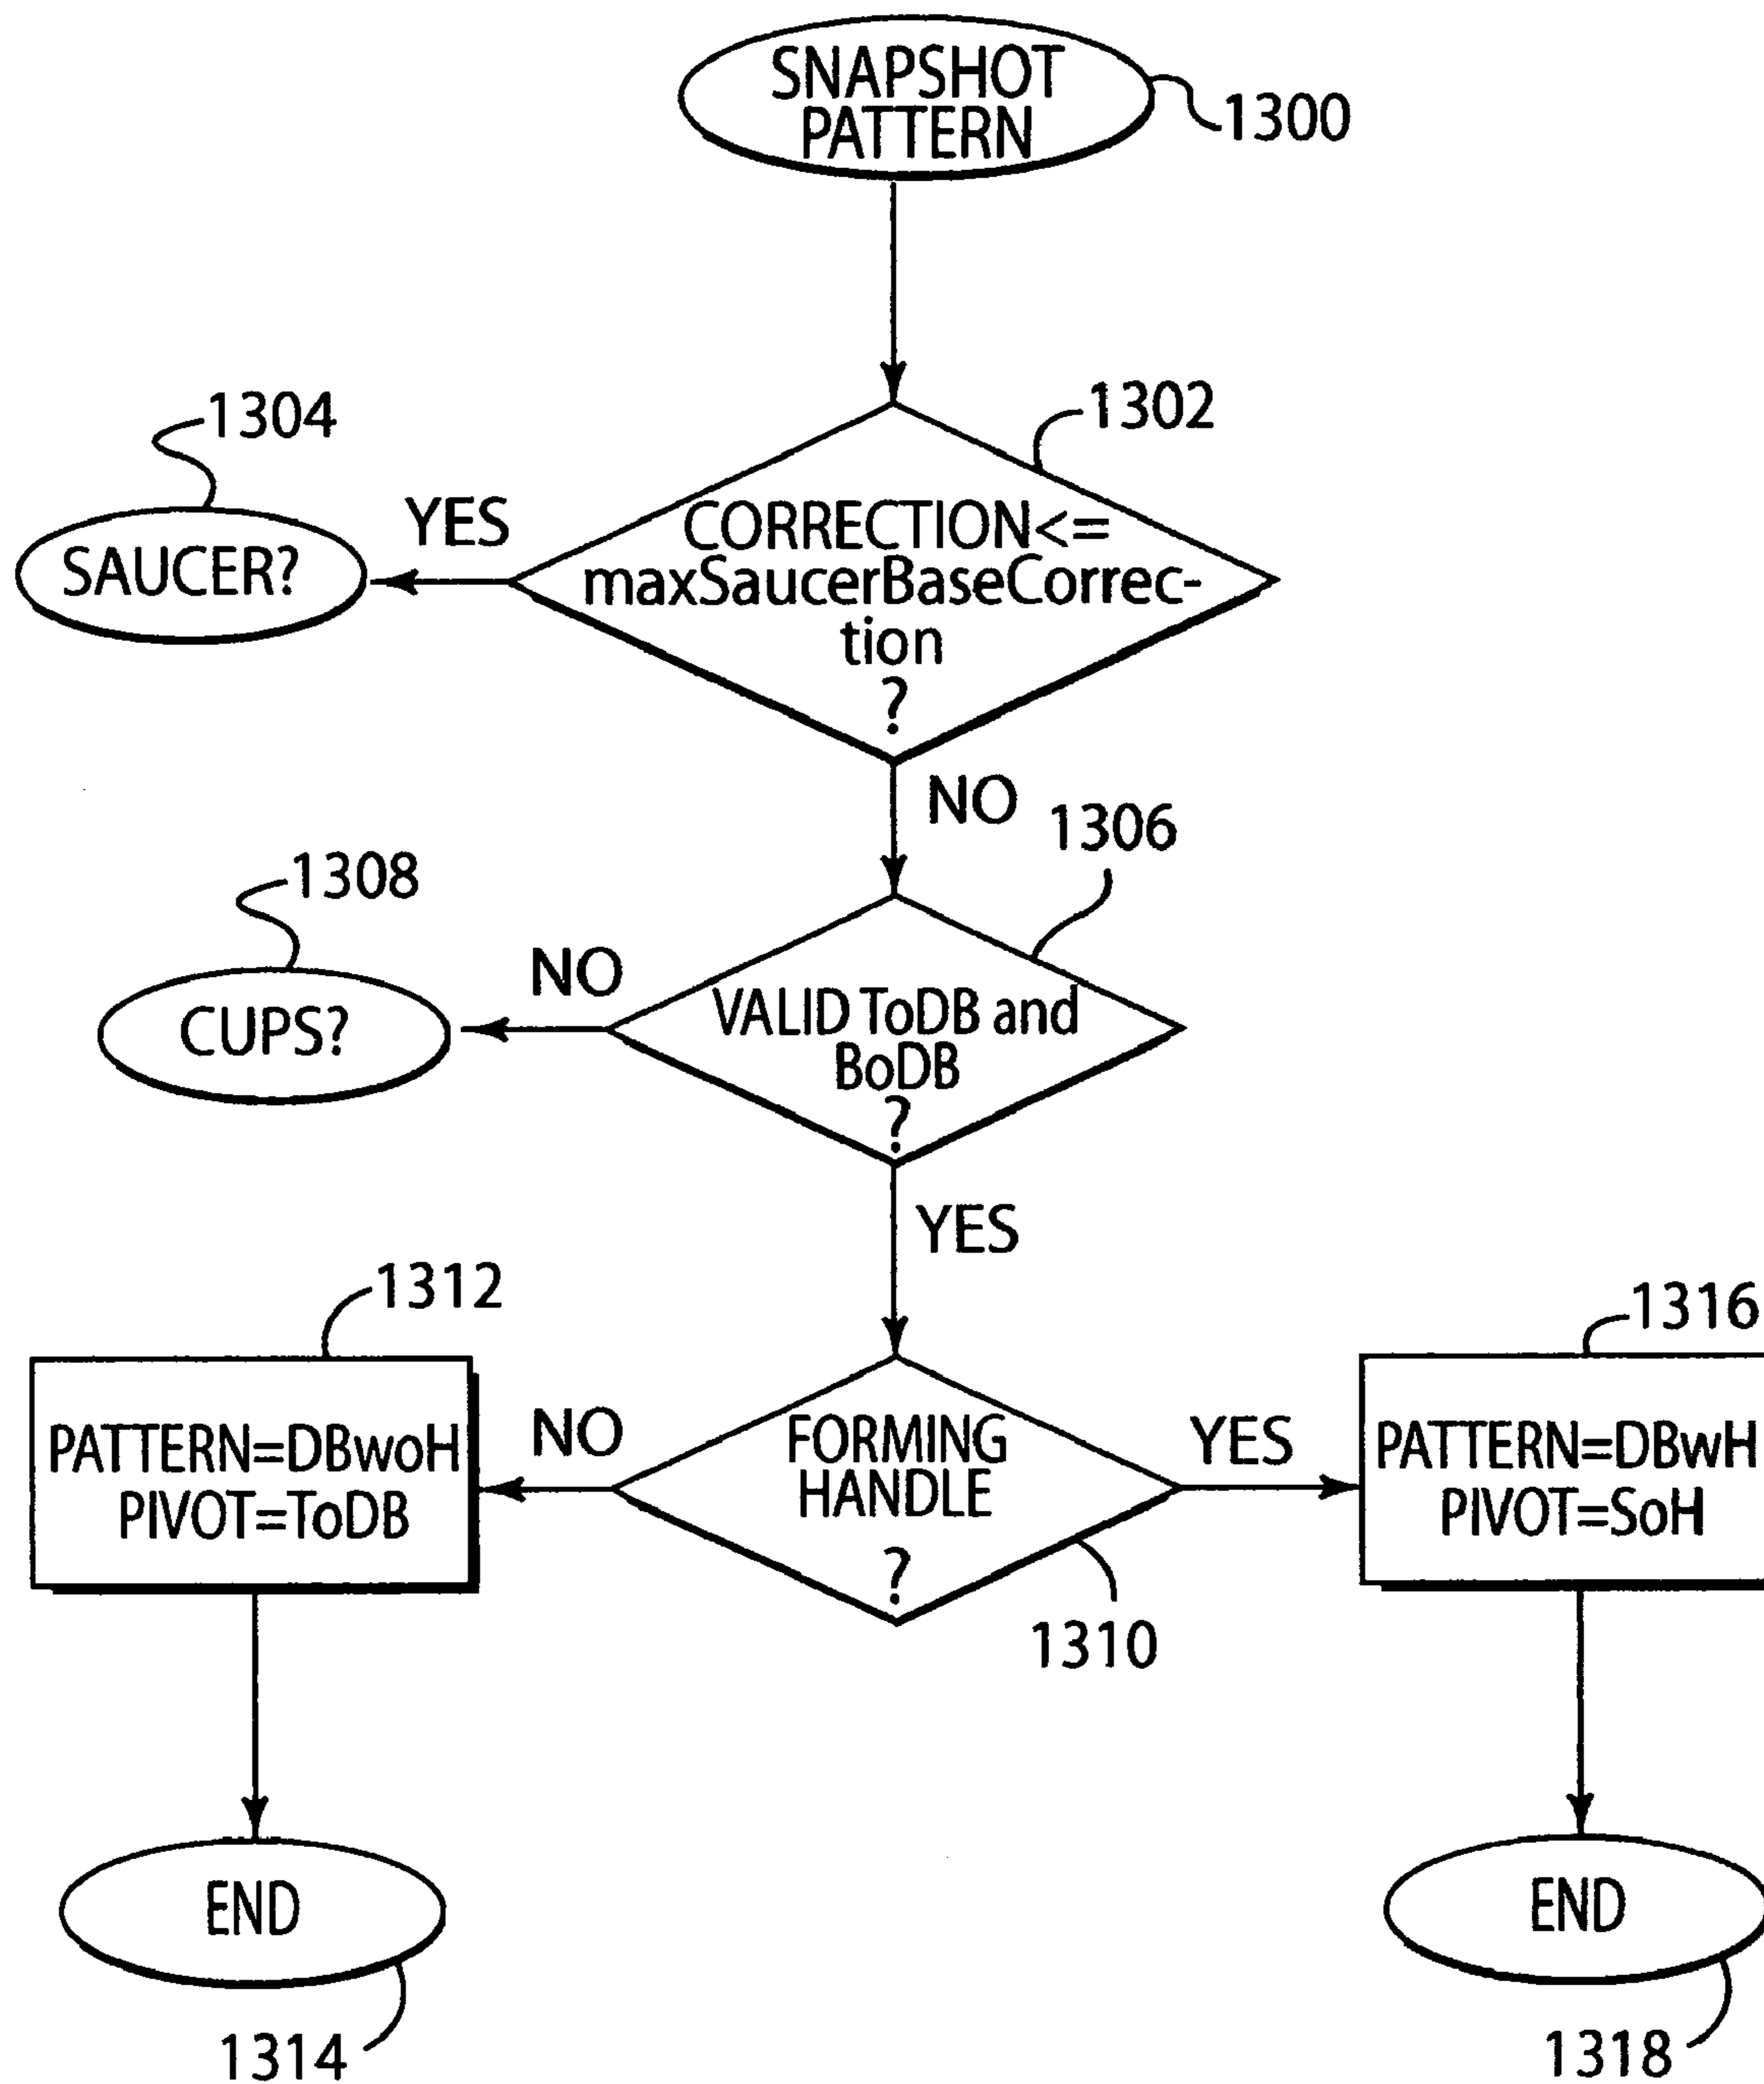 SNAPSHOT
PATTERN
1300
1302
1304
YES
SAUCER?
CORRECTION<=
maxSaucerBaseCorrec-
tion
?
NO
1306
1308
NO
CUPS?
VALID ToDB and
BoDB
?
YES
1312
1316
PATTERN=DBwoH
PIVOT=ToDB
NO
FORMING
HANDLE
?
YES
PATTERN=DBwH
PIVOT=SoH
1310
END
END
1314
1318